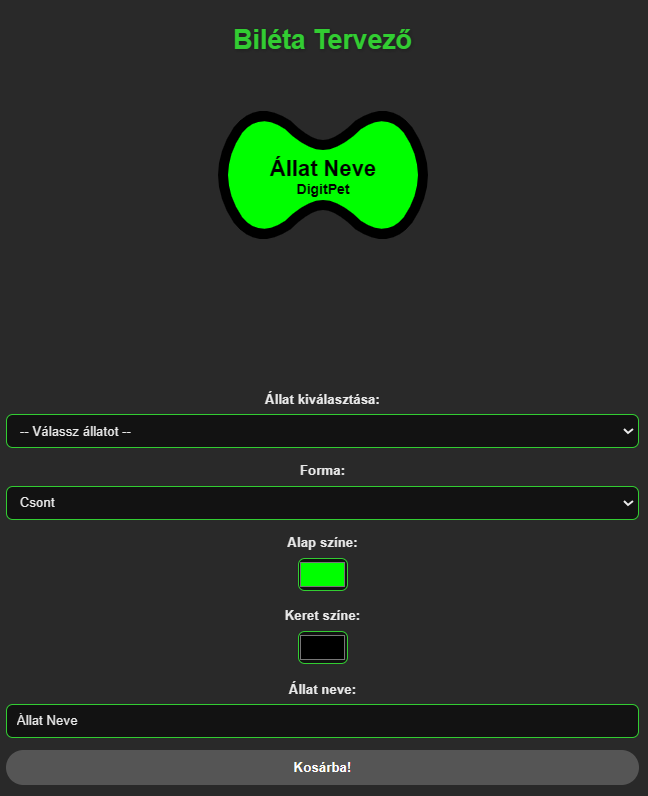 Biléta Tervező
Állat Neve
DigitPet
Állat kiválasztása:
-- Válassz állatot --
Forma:
Csont
Alap színe:
Keret színe:
Állat neve:
Állat Neve
Kosárba!